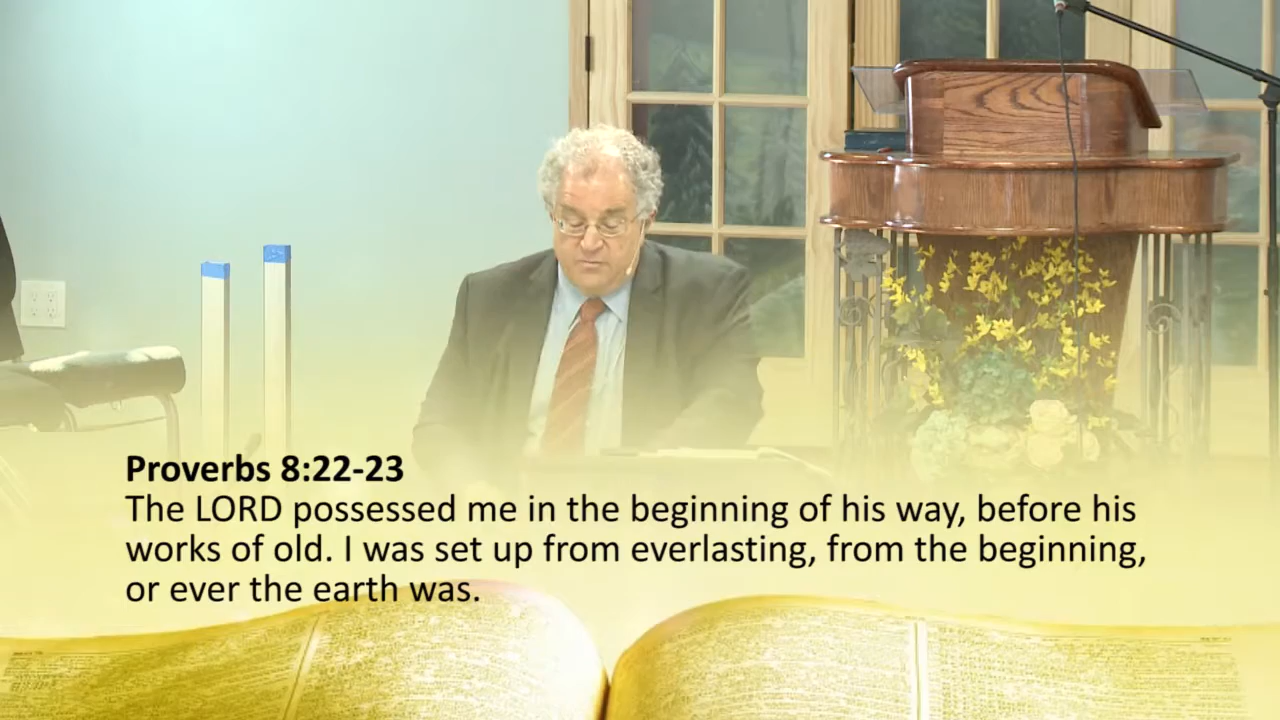 Proverbs 8:22-23
The LORD possessed me in the beginning of his way, before his
works of old. I was set up from everlasting, from the beginning,
or ever the earth was.